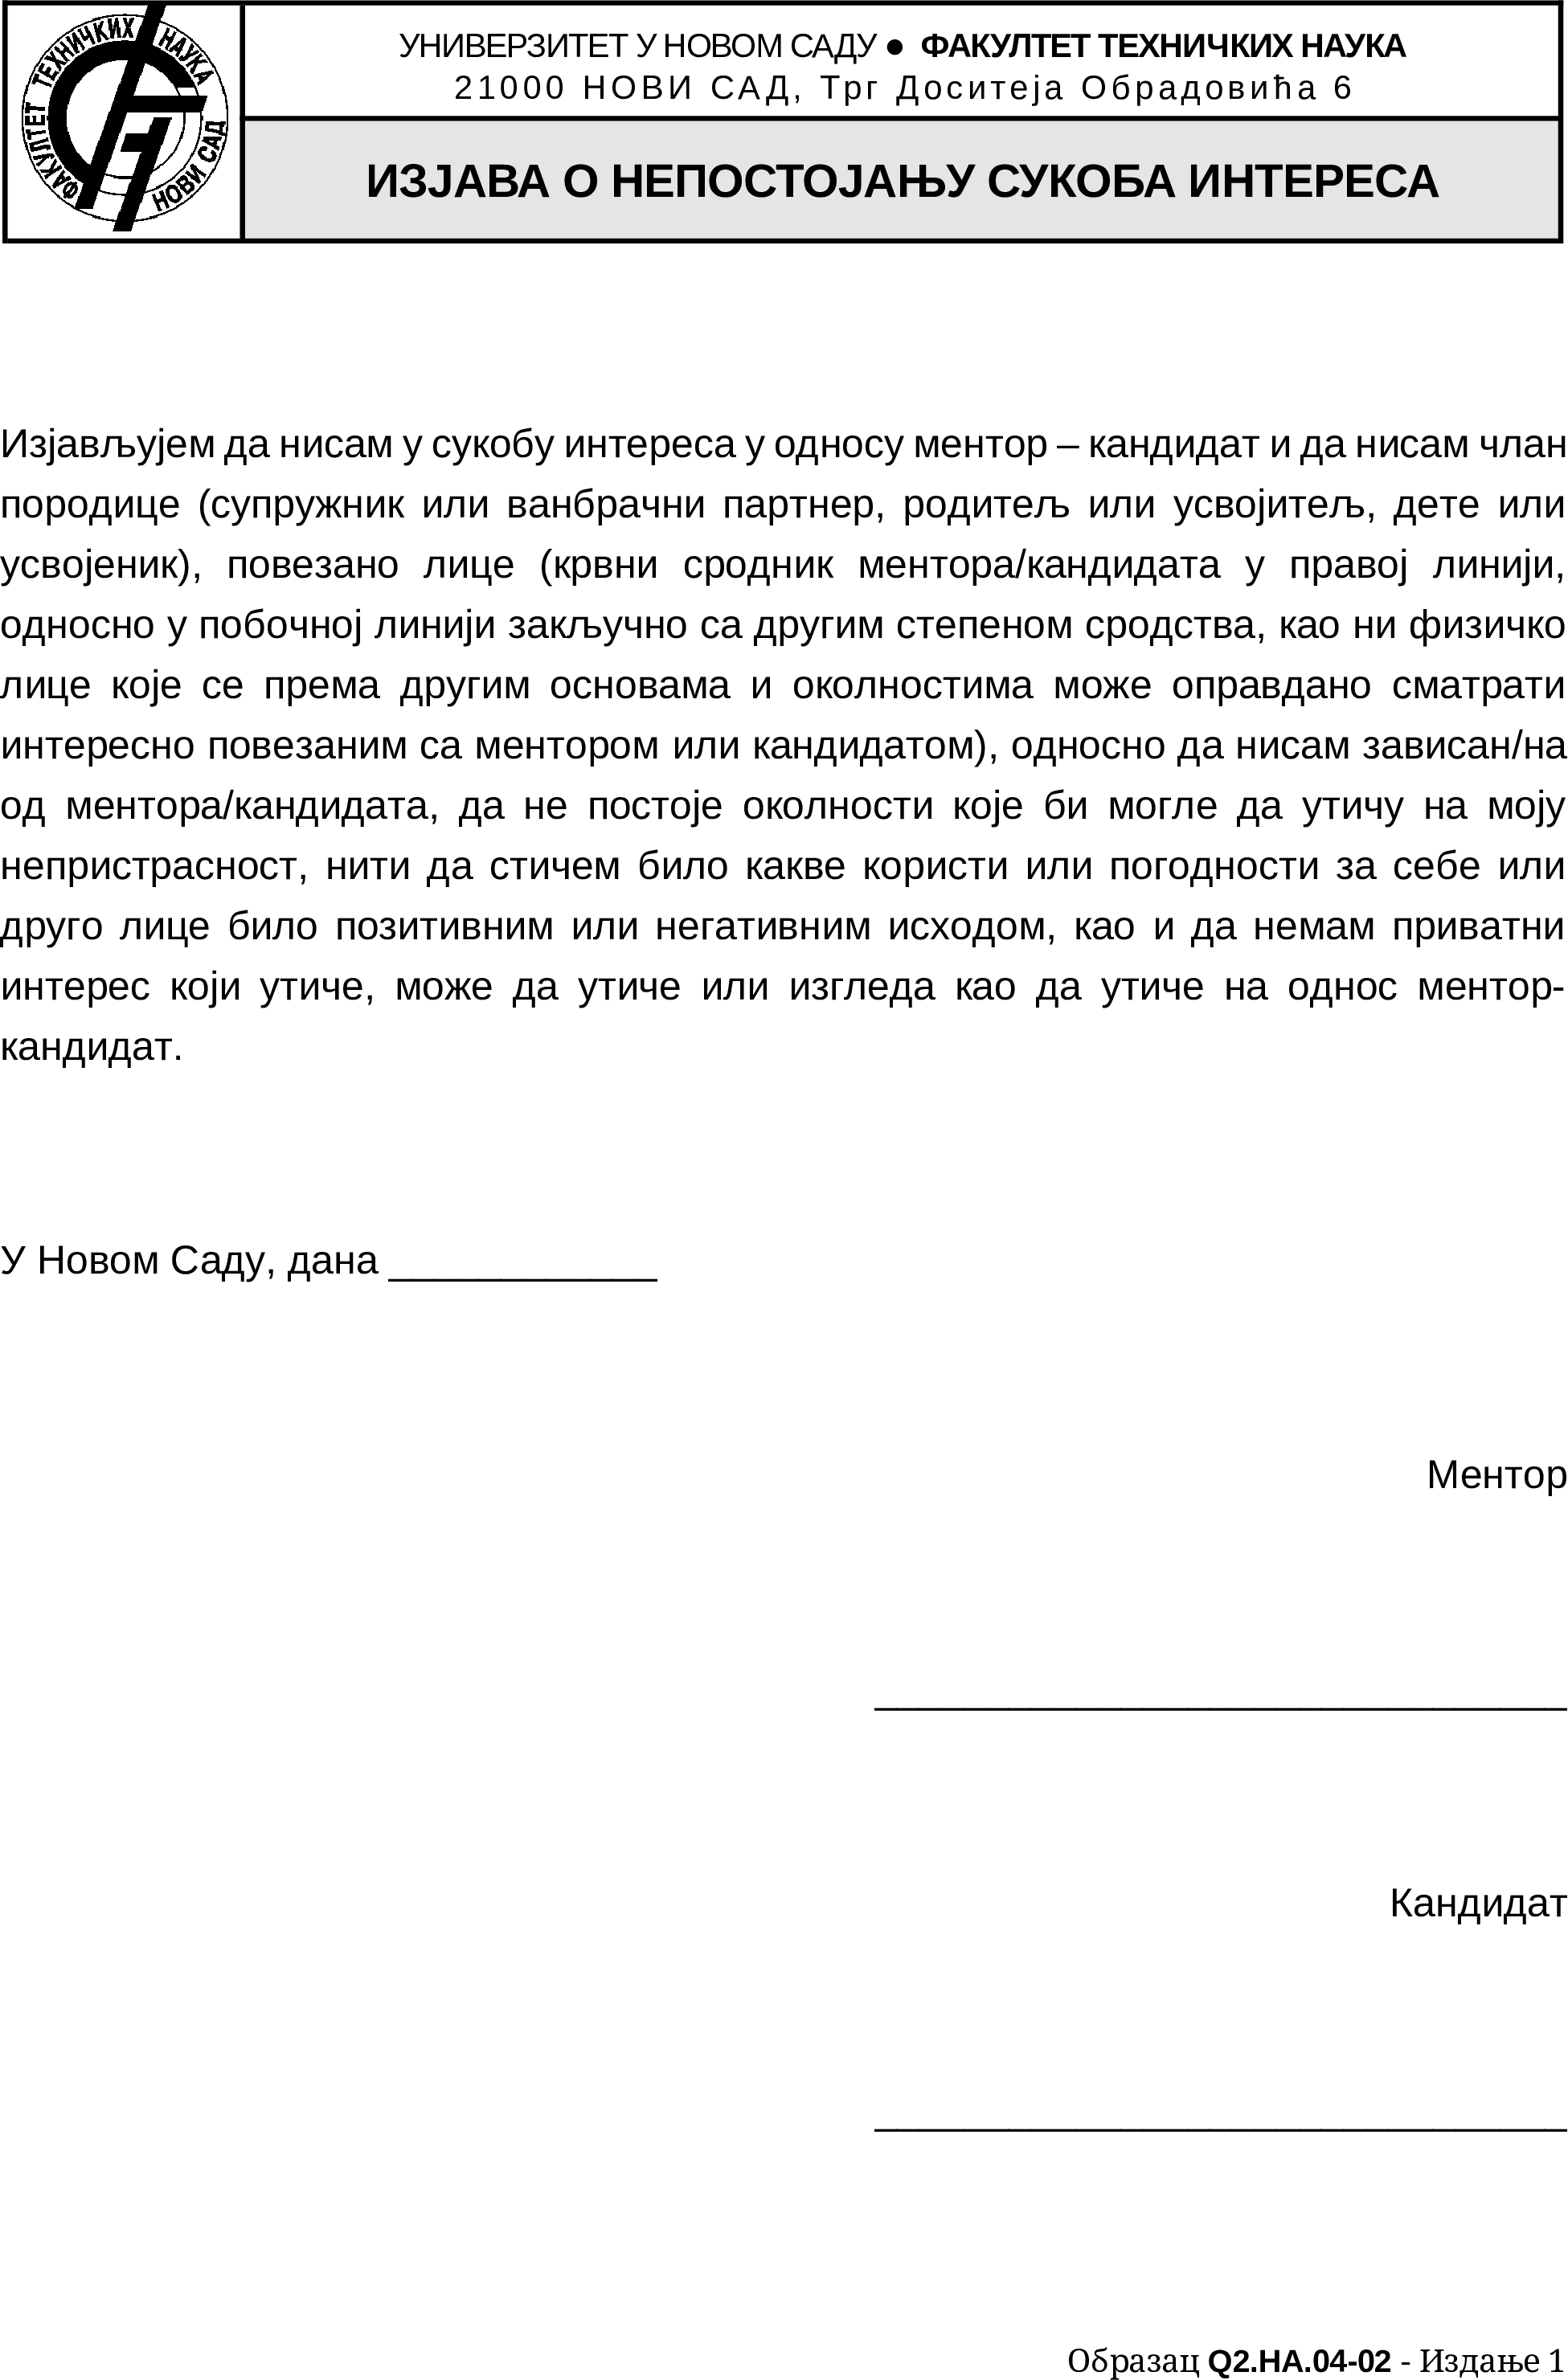 ФАКУЛТЕТ ТЕХНИЧКИХ НАУКА
НОВИ САД
УНИВЕРЗИТЕТ У НОВОМ САДУ ● ФАКУЛТЕТ ТЕХНИЧКИХ НАУКА
21000 НОВИ САД, Трг Доситеја Обрадовића 6
ИЗЈАВА О НЕПОСТОЈАЊУ СУКОБА ИНТЕРЕСА
Изјављујем да нисам у сукобу интереса у односу ментор – кандидат и да нисам члан
породице (супружник или ванбрачни партнер, родитељ или усвојитељ, дете или
усвојеник), повезано лице (крвни сродник ментора/кандидата у правој линији,
односно у побочној линији закључно са другим степеном сродства, као ни физичко
лице које се према другим основама и околностима може оправдано сматрати
интересно повезаним са ментором или кандидатом), односно да нисам зависан/на
од ментора/кандидата, да не постоје околности које би могле да утичу на моју
непристрасност, нити да стичем било какве користи или погодности за себе или
друго лице било позитивним или негативним исходом, као и да немам приватни
интерес који утиче, може да утиче или изгледа као да утиче на однос ментор-
кандидат.
У Новом Саду, дана ____________
Ментор
_______________________________
Кандидат
_______________________________
Образац Q2.НА.04-02 - Издање 1